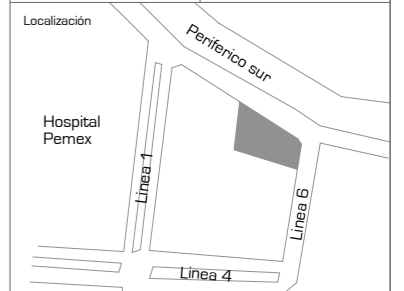 Localización
Periferico sur
Hospital
Pemex
Linea 1
Linea 6
Linea 4